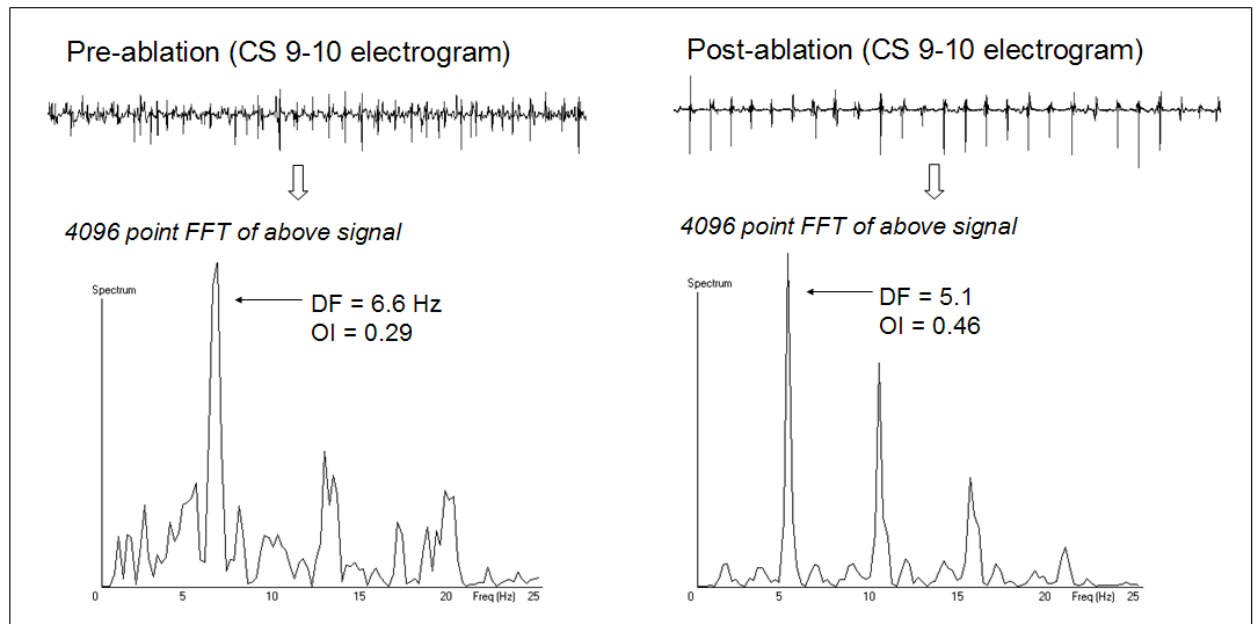 Pre-ablation (CS 9-10 electrogram)
4096 point FFT of above signal
Spectrum
DF = 6.6 Hz
OI = 0.29
0 5 10 15 20 Freq (Hz) 25
Post-ablation (CS 9-10 electrogram)
4096 point FFT of above signal
Spectrum
DF = 5.1
OI = 0.46
0 5 10 15 20 Freq (Hz) 25